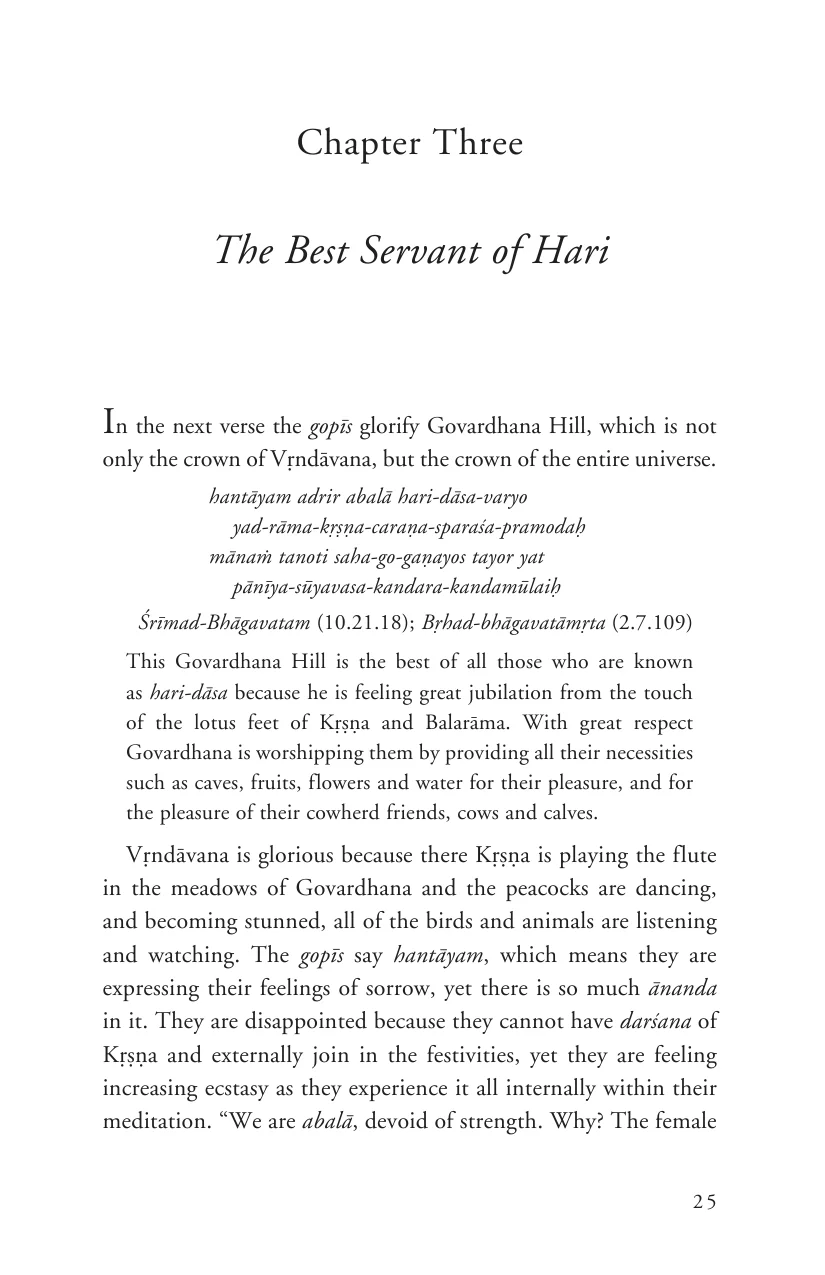 Chapter Three
The Best Servant of Hari
In the next verse the gopīs glorify Govardhana Hill, which is not
only the crown of Vṛndāvana, but the crown of the entire universe.
hantāyam adrir abalā hari-dāsa-varyo
yad-rāma-kṛṣṇa-caraṇa-sparaśa-pramodaḥ
mānaṁ tanoti saha-go-gaṇayos tayor yat
pānīya-sūyavasa-kandara-kandamūlaiḥ
Śrīmad-Bhāgavatam (10.21.18); Bṛhad-bhāgavatāmṛta (2.7.109)
This Govardhana Hill is the best of all those who are known
as hari-dāsa because he is feeling great jubilation from the touch
of the lotus feet of Kṛṣṇa and Balarāma. With great respect
Govardhana is worshipping them by providing all their necessities
such as caves, fruits, flowers and water for their pleasure, and for
the pleasure of their cowherd friends, cows and calves.
Vṛndāvana is glorious because there Kṛṣṇa is playing the flute
in the meadows of Govardhana and the peacocks are dancing,
and becoming stunned, all of the birds and animals are listening
and watching. The gopīs say hantāyam, which means they are
expressing their feelings of sorrow, yet there is so much ānanda
in it. They are disappointed because they cannot have darśana of
Kṛṣṇa and externally join in the festivities, yet they are feeling
increasing ecstasy as they experience it all internally within their
meditation. “We are abalā, devoid of strength. Why? The female
25